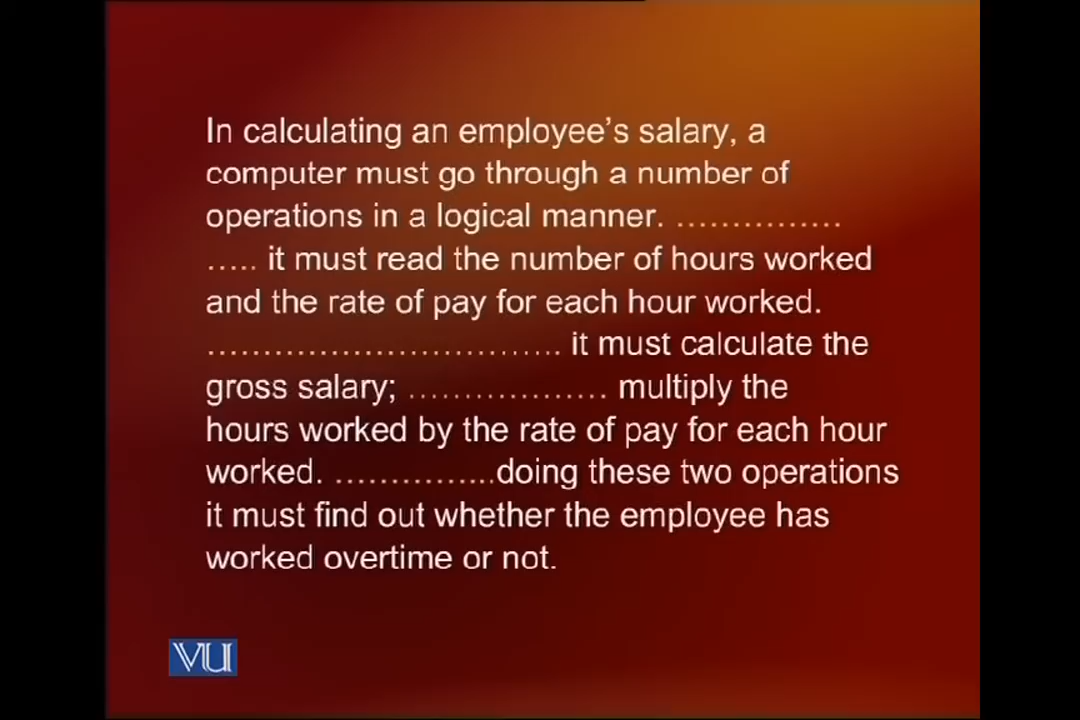 In calculating an employee’s salary, a
computer must go through a number of
operations in a logical manner. ……………
….. it must read the number of hours worked
and the rate of pay for each hour worked.
……………………………….. it must calculate the
gross salary; ……………….. multiply the
hours worked by the rate of pay for each hour
worked. ……………..doing these two operations
it must find out whether the employee has
worked overtime or not.
VU